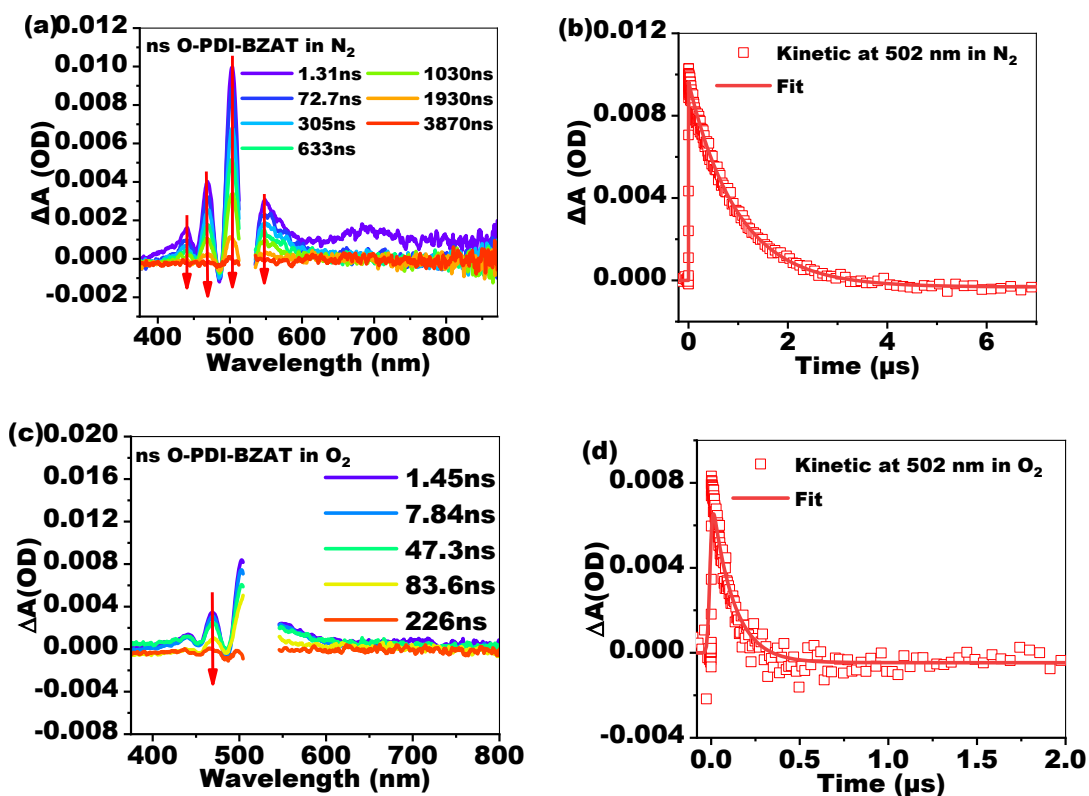 (a)
0.012
0.010
0.008
0.006
0.004
0.002
0.000
-0.002
ΔA (OD)
ns O-PDI-BZAT in N₂
1.31ns
72.7ns
305ns
633ns
1030ns
1930ns
3870ns
400 500 600 700 800
Wavelength (nm)
(b)
0.012
0.008
0.004
0.000
ΔA (OD)
Kinetic at 502 nm in N₂
Fit
0 2 4 6
Time (μs)
(c)
0.020
0.016
0.012
0.008
0.004
0.000
-0.004
-0.008
ΔA(OD)
ns O-PDI-BZAT in O₂
1.45ns
7.84ns
47.3ns
83.6ns
226ns
400 500 600 700 800
Wavelength (nm)
(d)
0.008
0.004
0.000
-0.004
ΔA(OD)
Kinetic at 502 nm in O₂
Fit
0.0 0.5 1.0 1.5 2.0
Time (μs)